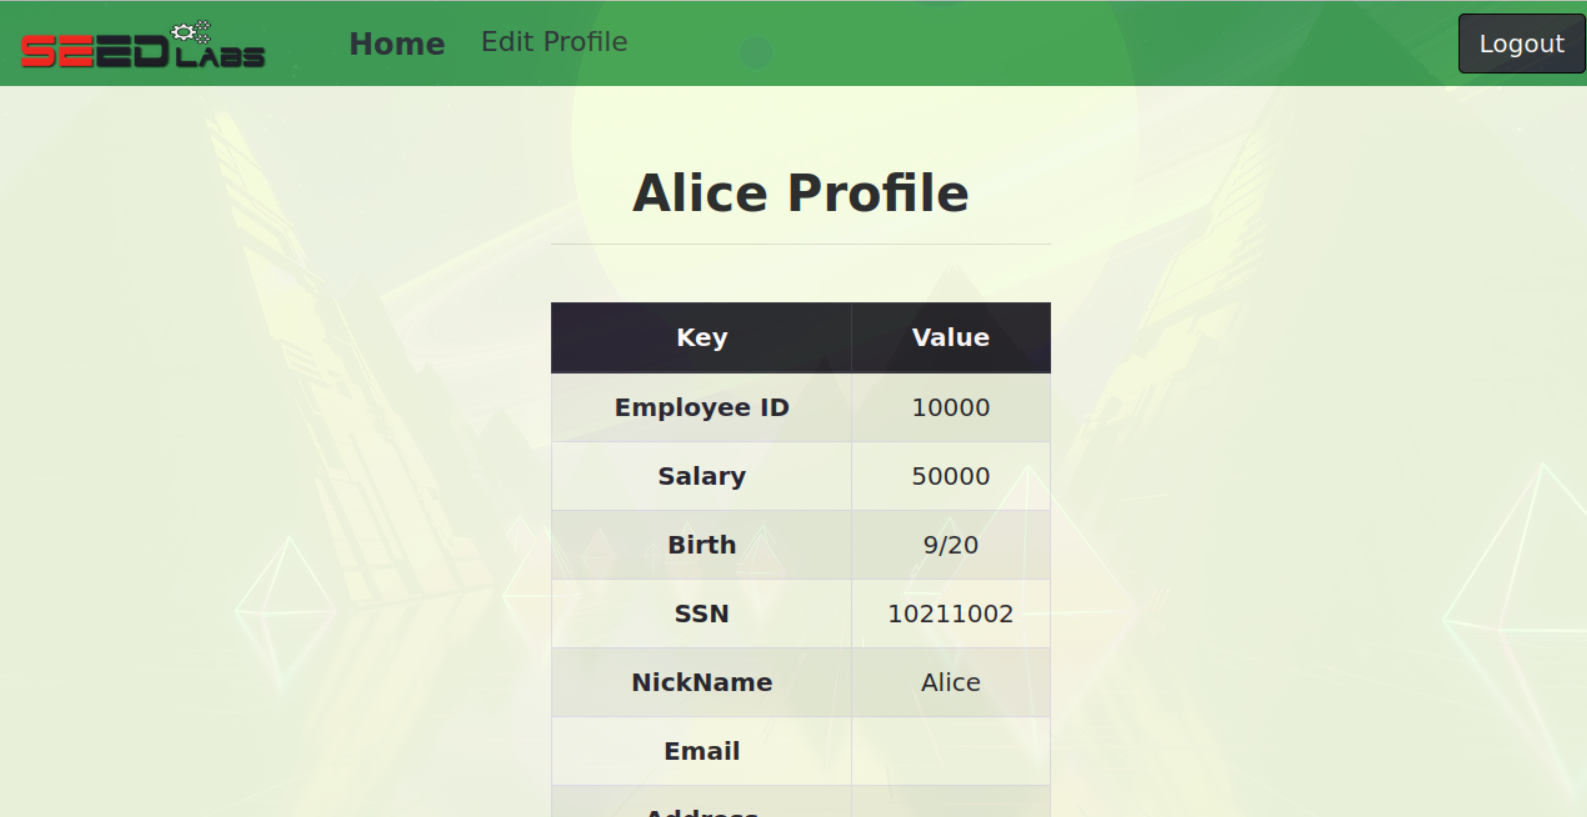 SEED LABS Home Edit Profile Logout
Alice Profile
Key Value
Employee ID 10000
Salary 50000
Birth 9/20
SSN 10211002
NickName Alice
Email
Address